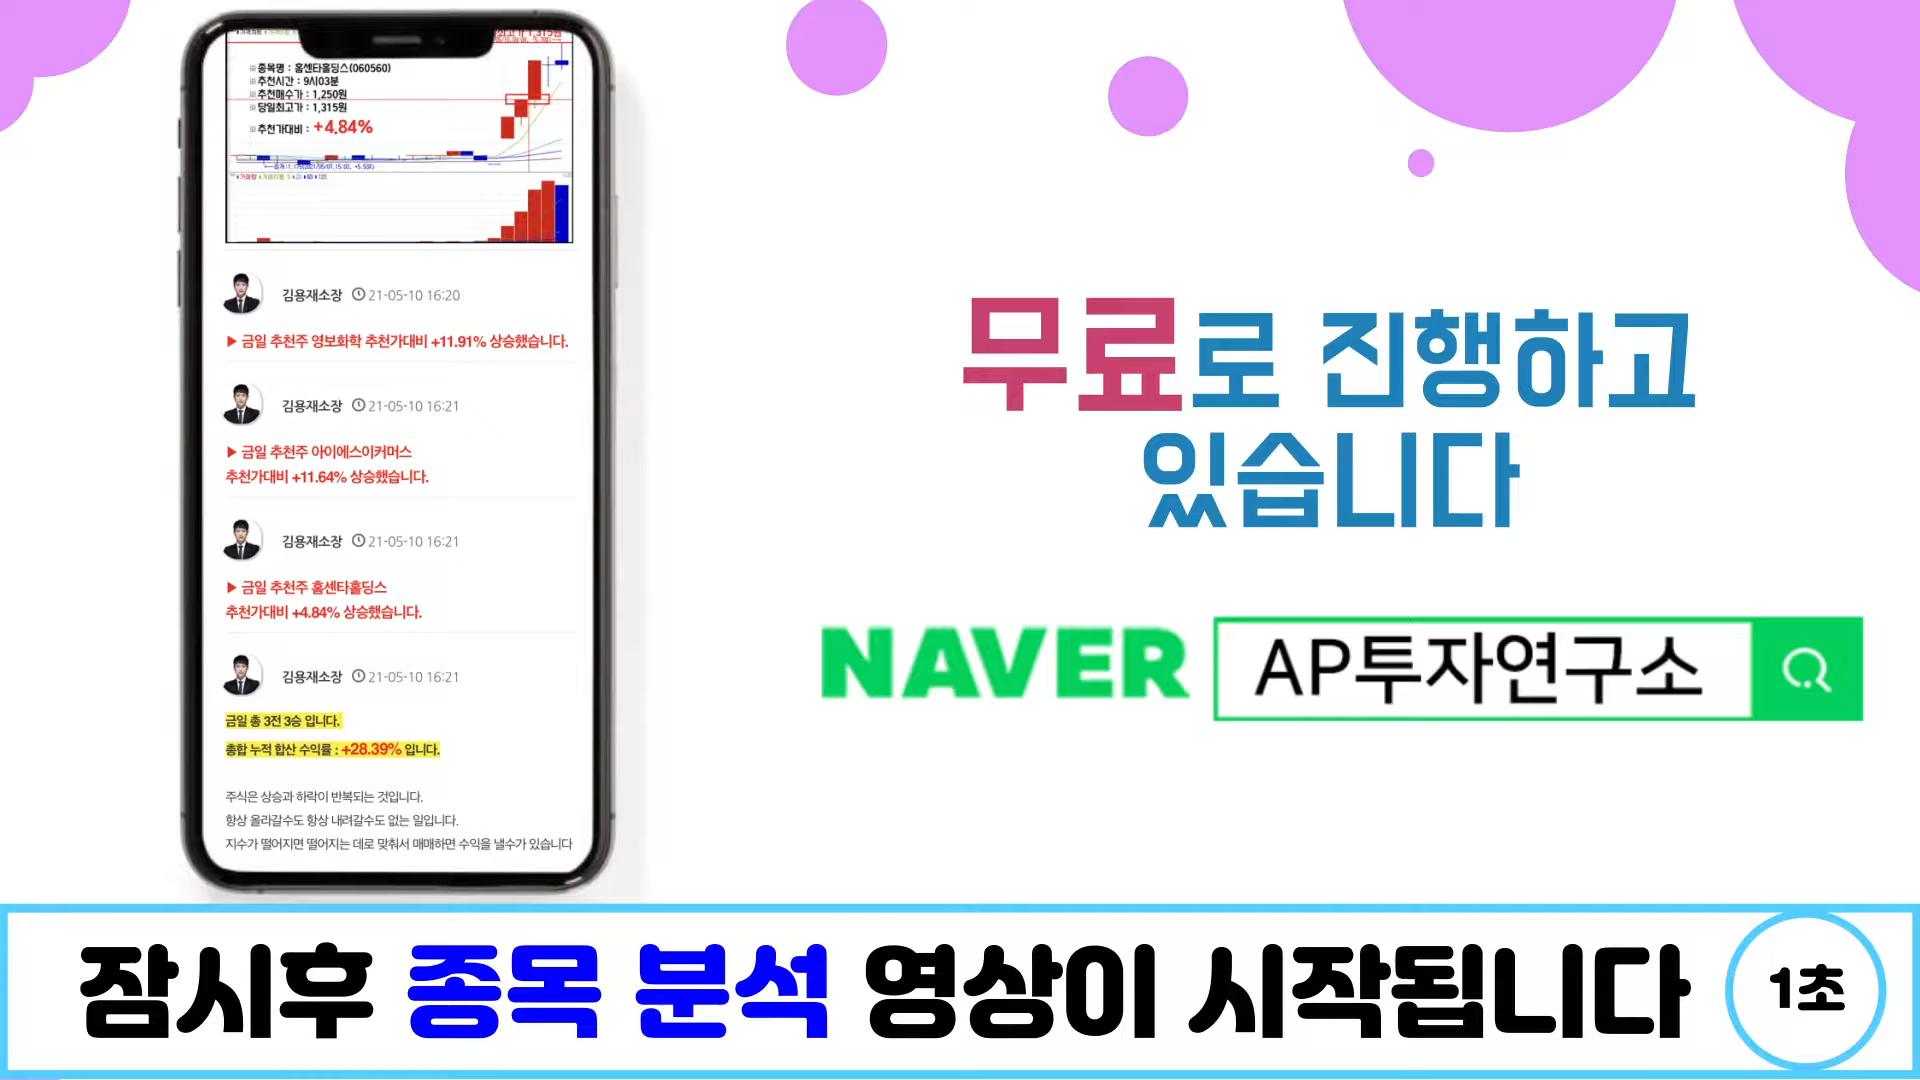 ※종목명 : 홈센타홀딩스(060560)
※추천시간 : 9시03분
※추천매수가 : 1,250원
※당일최고가 : 1,315원
※추천가대비 : +4.84%
김용재소장 21-05-10 16:20
▶ 금일 추천주 영보화학 추천가대비 +11.91% 상승했습니다.
김용재소장 21-05-10 16:21
▶ 금일 추천주 아이에스이커머스
추천가대비 +11.64% 상승했습니다.
김용재소장 21-05-10 16:21
▶ 금일 추천주 홈센타홀딩스
추천가대비 +4.84% 상승했습니다.
김용재소장 21-05-10 16:21
금일 총 3전 3승 입니다.
총합 누적 합산 수익률 : +28.39% 입니다.
주식은 상승과 하락이 반복되는 것입니다.
항상 올라갈수도 항상 내려갈수도 없는 일입니다.
지수가 떨어지면 떨어지는 데로 맞춰서 매매하면 수익을 낼수가 있습니다
무료로 진행하고
있습니다
NAVER AP투자연구소
잠시후 종목 분석 영상이 시작됩니다
1초